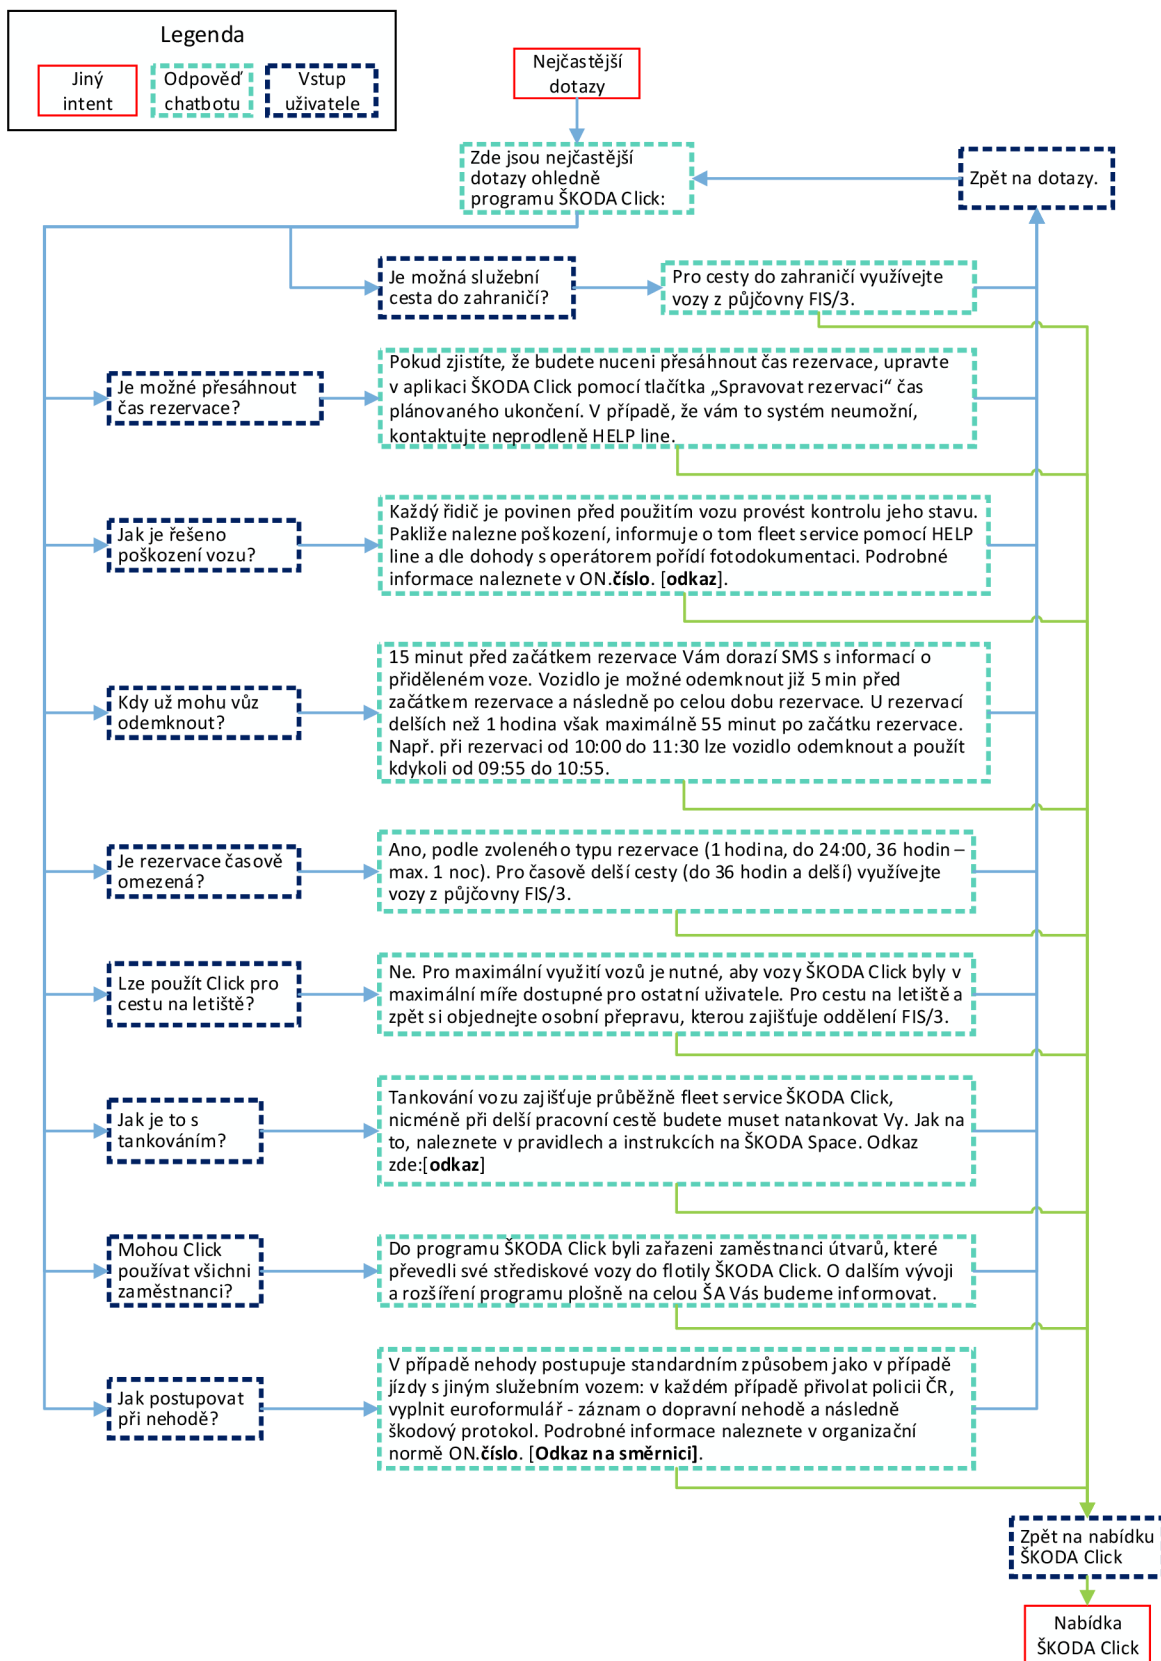 Legenda
Jiný
intent
Odpověď
chatbotu
Vstup
uživatele
Nejčastější
dotazy
Zde jsou nejčastější
dotazy ohledně
programu ŠKODA Click:
Zpět na dotazy.
Je možná služební
cesta do zahraničí?
Pro cesty do zahraničí využívejte
vozy z půjčovny FIS/3.
Je možné přesáhnout
čas rezervace?
Pokud zjistíte, že budete nuceni přesáhnout čas rezervace, upravte
v aplikaci ŠKODA Click pomocí tlačítka „Spravovat rezervaci“ čas
plánovaného ukončení. V případě, že vám to systém neumožní,
kontaktujte neprodleně HELP line.
Jak je řešeno
poškození vozu?
Každý řidič je povinen před použitím vozu provést kontrolu jeho stavu.
Pakliže nalezne poškození, informuje o tom fleet service pomocí HELP
line a dle dohody s operátorem pořídí fotodokumentaci. Podrobné
informace naleznete v ON.číslo. [odkaz].
Kdy už mohu vůz
odemknout?
15 minut před začátkem rezervace Vám dorazí SMS s informací o
přiděleném voze. Vozidlo je možné odemknout již 5 min před
začátkem rezervace a následně po celou dobu rezervace. U rezervací
delších než 1 hodina však maximálně 55 minut po začátku rezervace.
Např. při rezervaci od 10:00 do 11:30 lze vozidlo odemknout a použít
kdykoli od 09:55 do 10:55.
Je rezervace časově
omezená?
Ano, podle zvoleného typu rezervace (1 hodina, do 24:00, 36 hodin –
max. 1 noc). Pro časově delší cesty (do 36 hodin a delší) využívejte
vozy z půjčovny FIS/3.
Lze použít Click pro
cestu na letiště?
Ne. Pro maximální využití vozů je nutné, aby vozy ŠKODA Click byly v
maximální míře dostupné pro ostatní uživatele. Pro cestu na letiště a
zpět si objednejte osobní přepravu, kterou zajišťuje oddělení FIS/3.
Jak je to s
tankováním?
Tankování vozu zajišťuje průběžně fleet service ŠKODA Click,
nicméně při delší pracovní cestě budete muset natankovat Vy. Jak na
to, naleznete v pravidlech a instrukcích na ŠKODA Space. Odkaz
zde:[odkaz]
Mohou Click
používat všichni
zaměstnanci?
Do programu ŠKODA Click byli zařazeni zaměstnanci útvarů, které
převedli své střediskové vozy do flotily ŠKODA Click. O dalším vývoji
a rozšíření programu plošně na celou ŠA Vás budeme informovat.
Jak postupovat
při nehodě?
V případě nehody postupuje standardním způsobem jako v případě
jízdy s jiným služebním vozem: v každém případě přivolat policii ČR,
vyplnit euroformulář - záznam o dopravní nehodě a následně
škodový protokol. Podrobné informace naleznete v organizační
normě ON.číslo. [Odkaz na směrnici].
Zpět na nabídku
ŠKODA Click
Nabídka
ŠKODA Click